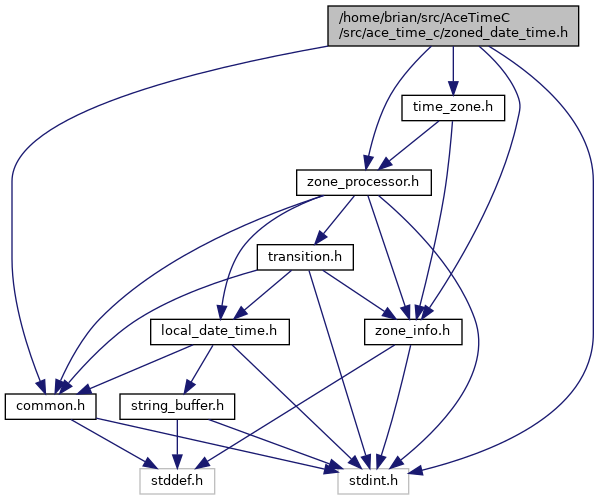 /home/brian/src/AceTimeC
/src/ace_time_c/zoned_date_time.h
time_zone.h
zone_processor.h
transition.h
local_date_time.h
zone_info.h
common.h
string_buffer.h
stddef.h
stdint.h